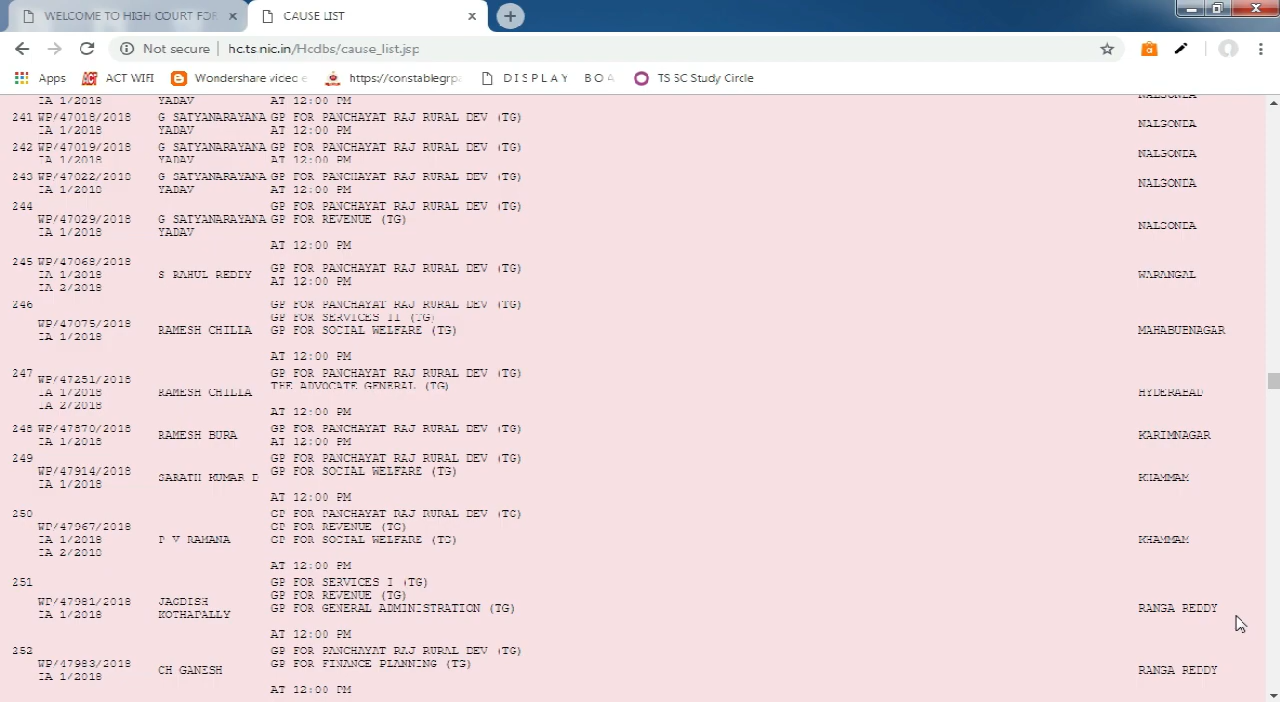 WELCOME TO HIGH COURT FOR
CAUSE LIST
Not secure | hc.ts.nic.in/Hcdbs/cause_list.jsp
Apps ACT WIFI Wondershare video e https://constablegrp DISPLAY BOA TS SC Study Circle
IA 1/2018 YADAV AT 12:00 PM NALGONDA
241 WP/47018/2018 G SATYANARAYANA GP FOR PANCHAYAT RAJ RURAL DEV (TG)
IA 1/2018 YADAV AT 12:00 PM NALGONDA
242 WP/47019/2018 G SATYANARAYANA GP FOR PANCHAYAT RAJ RURAL DEV (TG)
IA 1/2018 YADAV AT 12:00 PM NALGONDA
243 WP/47022/2018 G SATYANARAYANA GP FOR PANCHAYAT RAJ RURAL DEV (TG)
IA 1/2018 YADAV AT 12:00 PM NALGONDA
244 GP FOR PANCHAYAT RAJ RURAL DEV (TG)
WP/47029/2018 G SATYANARAYANA GP FOR REVENUE (TG)
IA 1/2018 YADAV NALGONDA
AT 12:00 PM
245 WP/47068/2018
GP FOR PANCHAYAT RAJ RURAL DEV (TG)
IA 1/2018 S RAHUL REDDY WARANGAL
AT 12:00 PM
IA 2/2018
246 GP FOR PANCHAYAT RAJ RURAL DEV (TG)
GP FOR SERVICES II (TG)
WP/47075/2018 RAMESH CHILLA GP FOR SOCIAL WELFARE (TG) MAHABUBNAGAR
IA 1/2018
AT 12:00 PM
247 GP FOR PANCHAYAT RAJ RURAL DEV (TG)
WP/47251/2018 THE ADVOCATE GENERAL (TG)
IA 1/2018 RAMESH CHILLA HYDERABAD
IA 2/2018
AT 12:00 PM
248 WP/47870/2018 GP FOR PANCHAYAT RAJ RURAL DEV (TG)
RAMESH BURA KARIMNAGAR
IA 1/2018 AT 12:00 PM
249 GP FOR PANCHAYAT RAJ RURAL DEV (TG)
WP/47914/2018 GP FOR SOCIAL WELFARE (TG)
SARATH KUMAR D KHAMMAM
IA 1/2018
AT 12:00 PM
250 GP FOR PANCHAYAT RAJ RURAL DEV (TG)
WP/47967/2018 GP FOR REVENUE (TG)
IA 1/2018 P V RAMANA GP FOR SOCIAL WELFARE (TG) KHAMMAM
IA 2/2018
AT 12:00 PM
251 GP FOR SERVICES I (TG)
GP FOR REVENUE (TG)
WP/47981/2018 JAGDISH GP FOR GENERAL ADMINISTRATION (TG) RANGA REDDY
IA 1/2018 KOTHAPALLY
AT 12:00 PM
252 GP FOR PANCHAYAT RAJ RURAL DEV (TG)
WP/47983/2018 GP FOR FINANCE PLANNING (TG)
CH GANESH RANGA REDDY
IA 1/2018
AT 12:00 PM